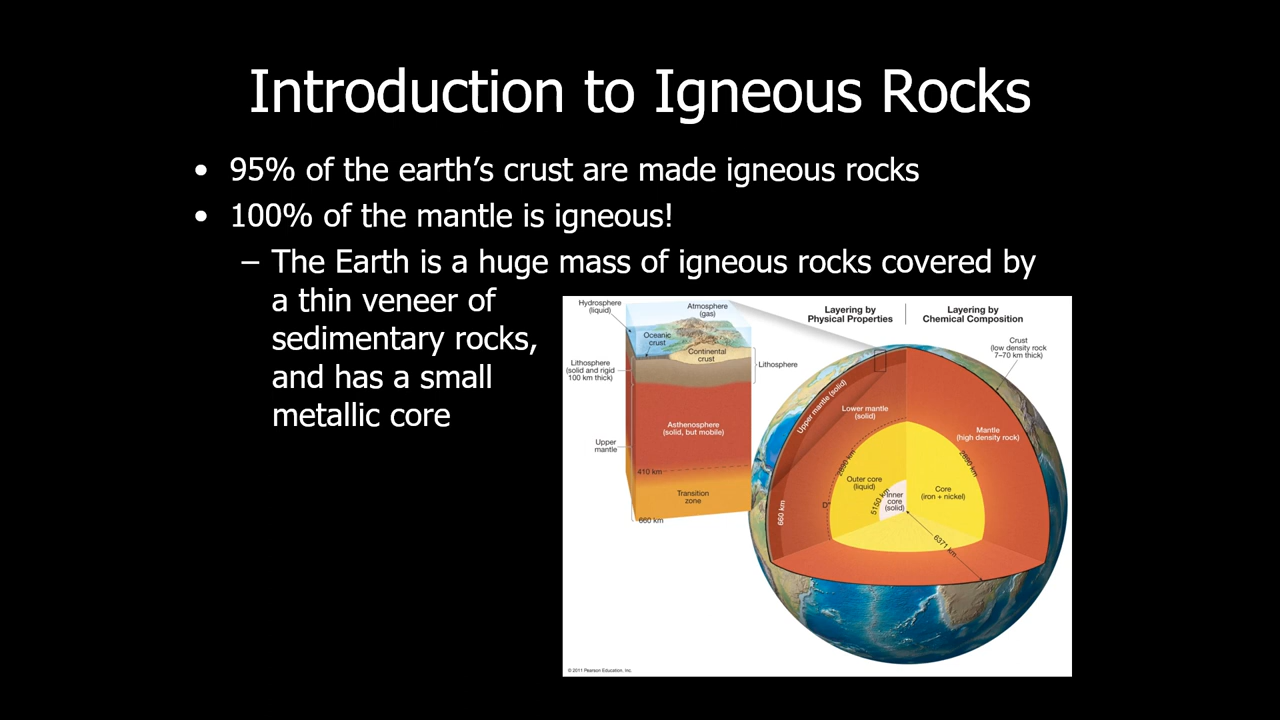 Introduction to Igneous Rocks
• 95% of the earth’s crust are made igneous rocks
• 100% of the mantle is igneous!
– The Earth is a huge mass of igneous rocks covered by
a thin veneer of
sedimentary rocks,
and has a small
metallic core
Hydrosphere
(liquid)
Atmosphere
(gas)
Oceanic
crust
Continental
crust
Lithosphere
(solid and rigid
100 km thick)
Lithosphere
Asthenosphere
(solid, but mobile)
Upper
mantle
410 km
Transition
zone
660 km
Layering by
Physical Properties
Layering by
Chemical Composition
Crust
(low density rock
7–70 km thick)
Upper mantle (solid)
Lower mantle
(solid)
Mantle
(high density rock)
2890 km
2890 km
Outer core
(liquid)
Core
(iron + nickel)
5150 km
Inner
core
(solid)
D"
660 km
6371 km
© 2011 Pearson Education, Inc.